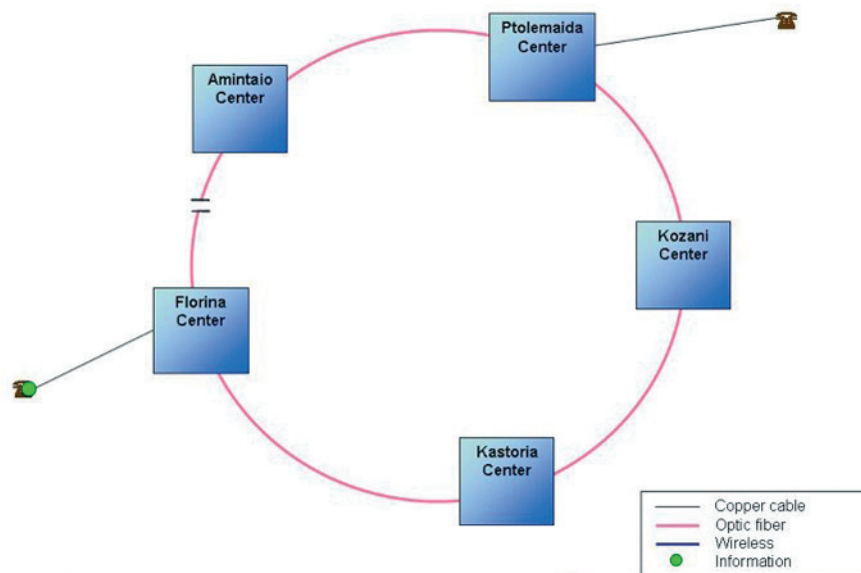 Ptolemaida
Center
Amintaio
Center
Kozani
Center
Florina
Center
Kastoria
Center
Copper cable
Optic fiber
Wireless
Information